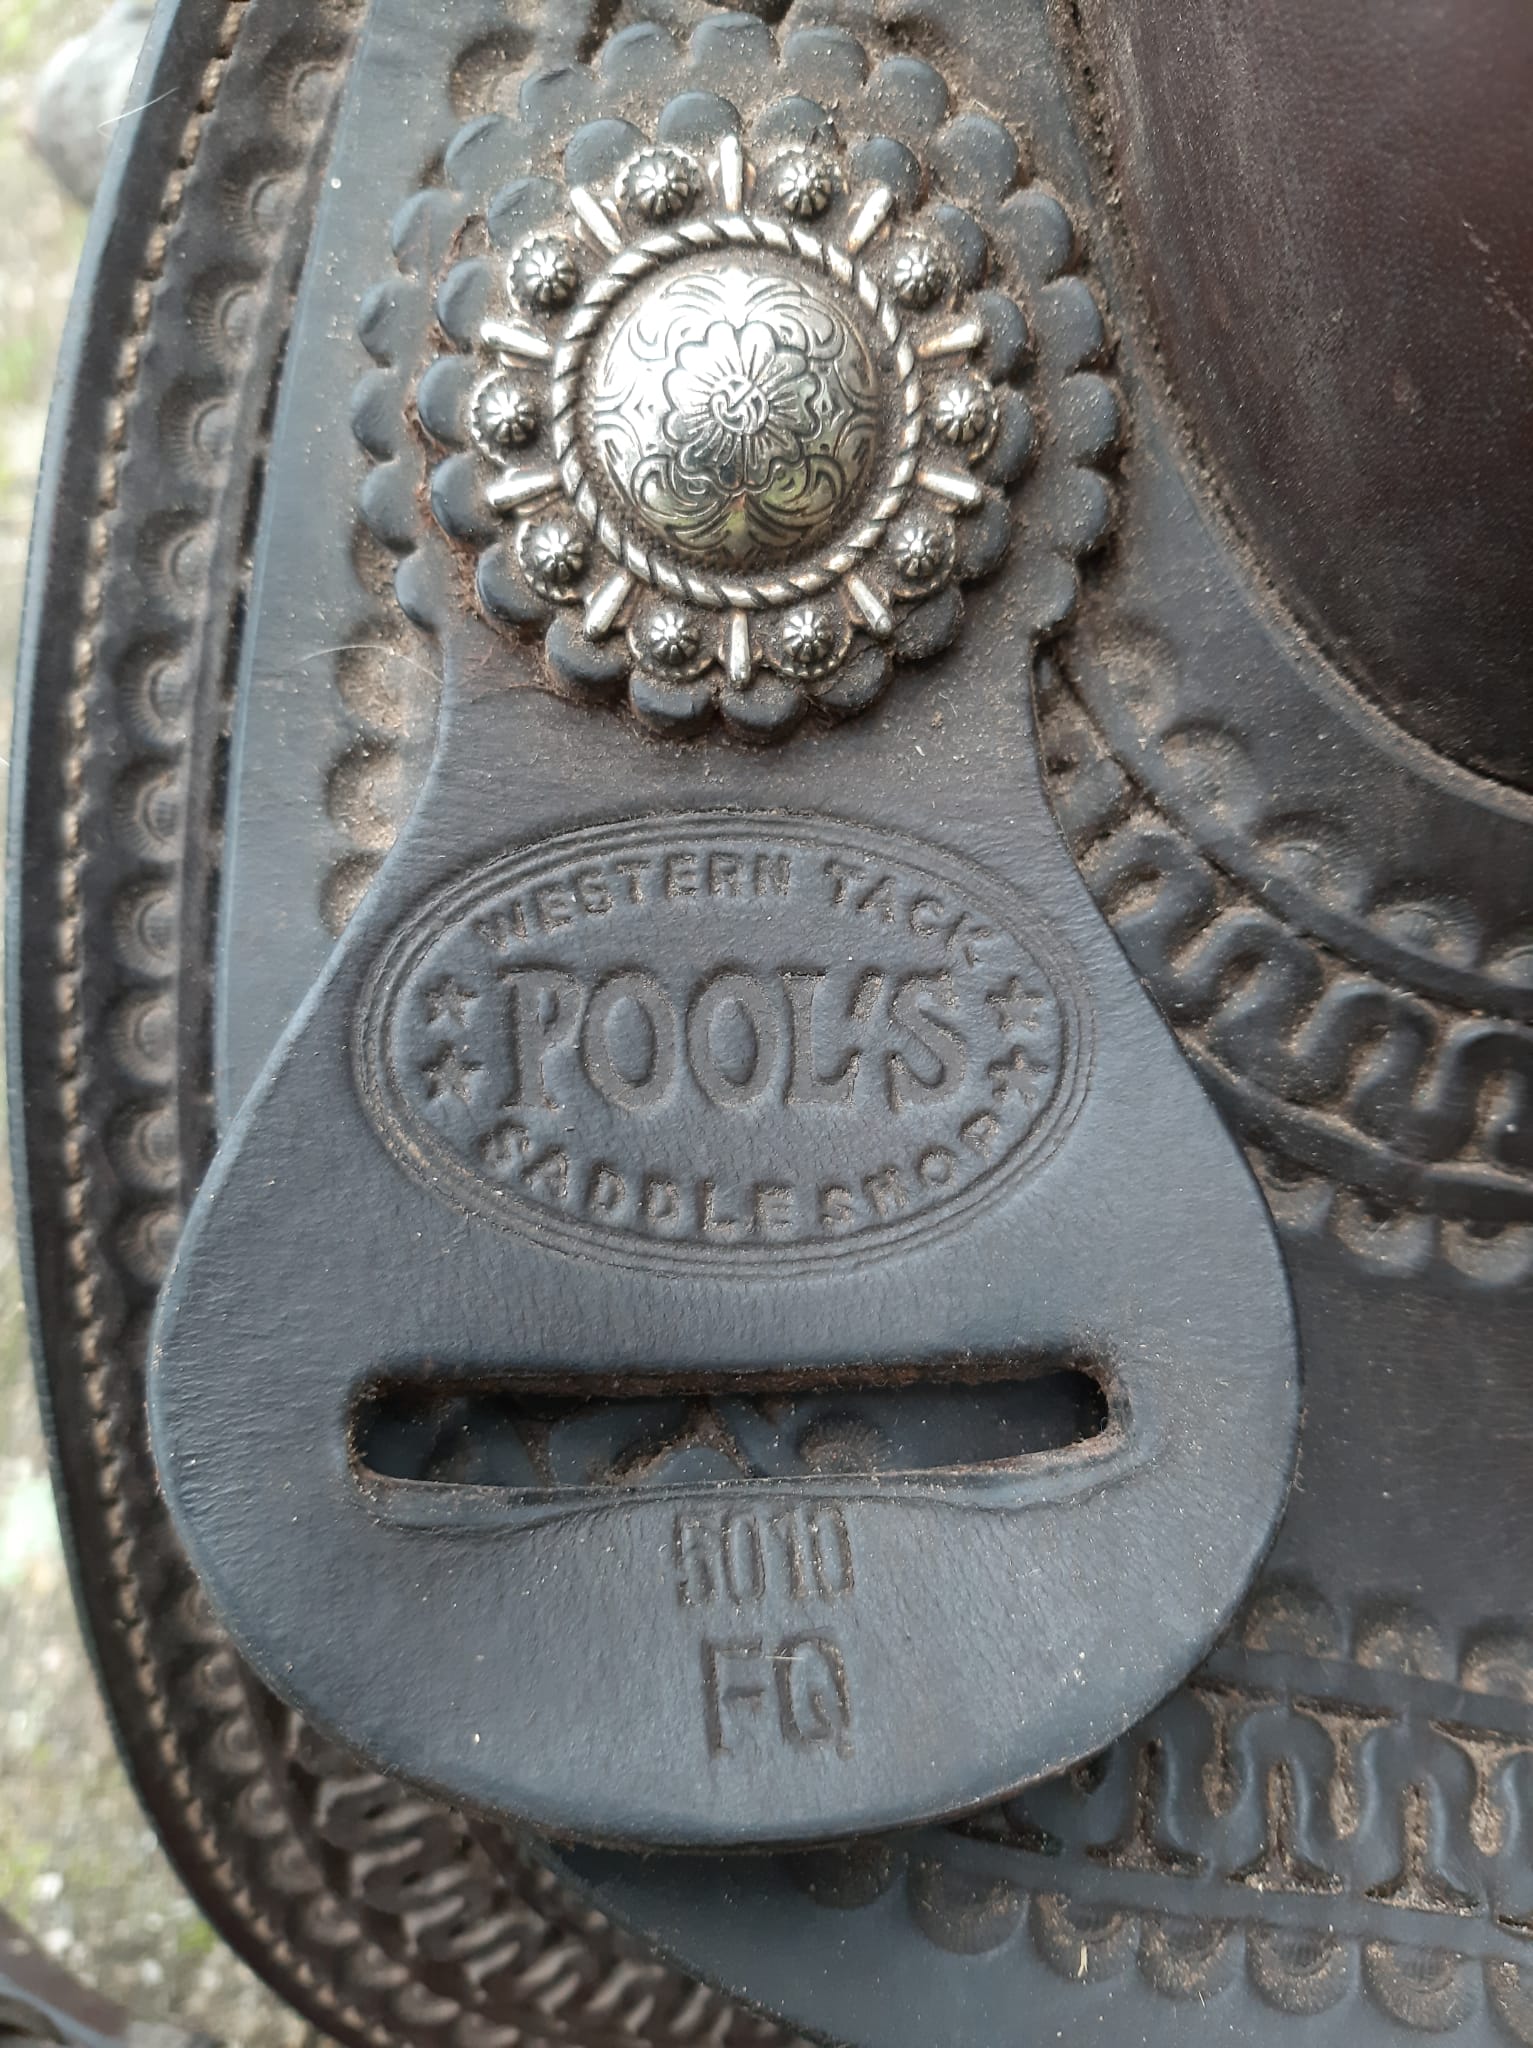 WESTERN TACK
POOL'S
SADDLESHOP
5010
FQ